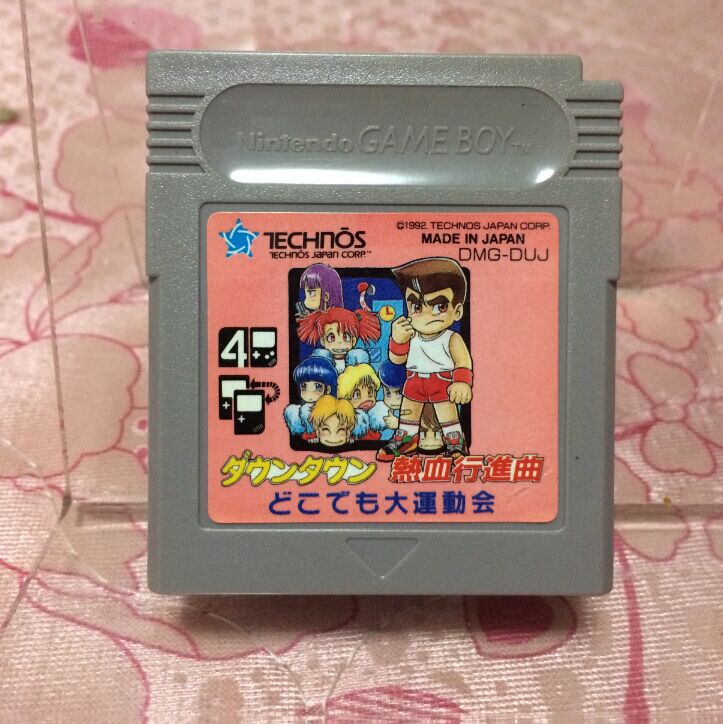 Nintendo GAME BOY TM
TECHNŌS
TECHNŌS JAPAN CORP.™
©1992 TECHNOS JAPAN CORP.
MADE IN JAPAN
DMG-DUJ
4
ダウンタウン 熱血行進曲
どこでも大運動会